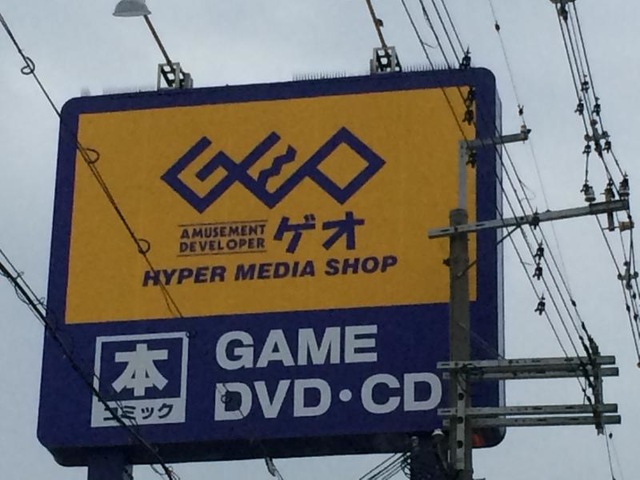 GEO
AMUSEMENT
DEVELOPER
ゲオ
HYPER MEDIA SHOP
本
コミック
GAME
DVD・CD